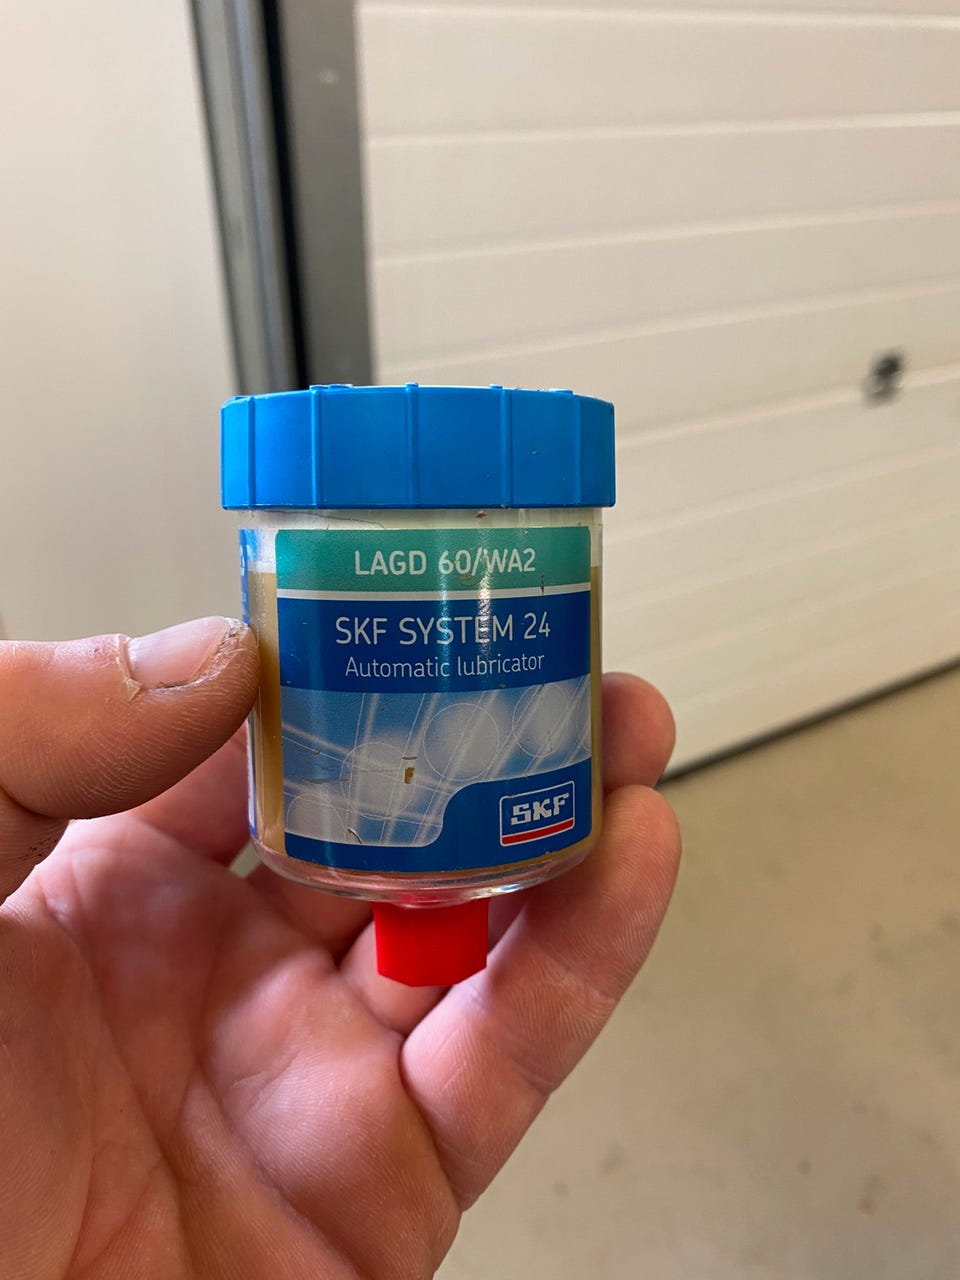 LAGD 60/WA2
SKF SYSTEM 24
Automatic lubricator
SKF